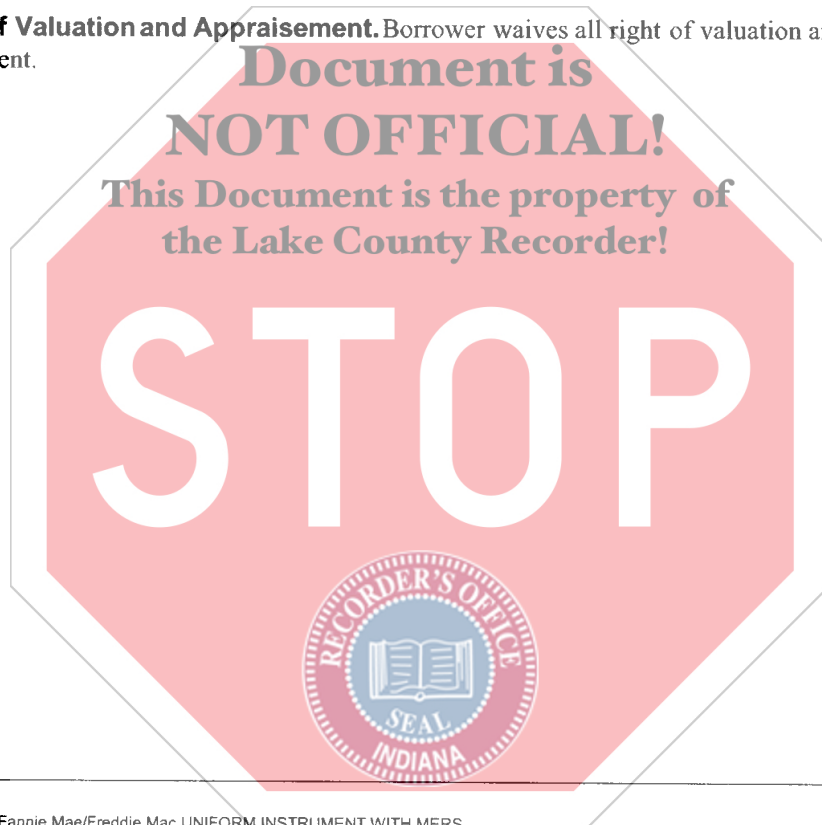 f Valuation and Appraisement. Borrower waives all right of valuation a
ent.
Document is
NOT OFFICIAL!
This Document is the property of
the Lake County Recorder!
STOP
RECORDER'S OFFICE
SEAL
INDIANA
Fannie Mae/Freddie Mac UNIFORM INSTRUMENT WITH MERS